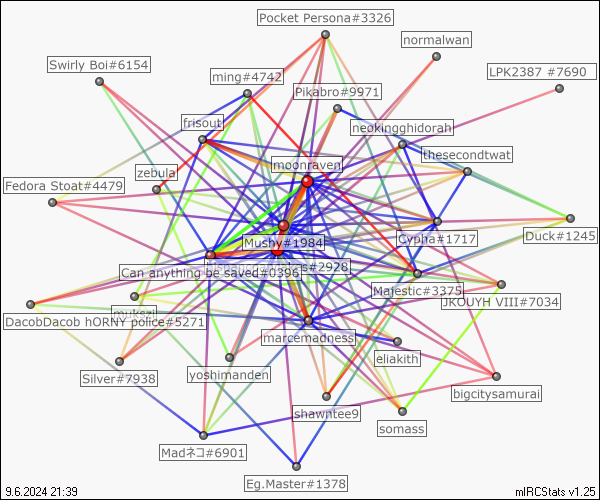 Pocket Persona#3326
normalwan
Swirly Boi#6154
LPK2387 #7690
ming#4742
Pikabro#9971
frisout
neokingghidorah
thesecondtwat
moonraven
zebula
Fedora Stoat#4479
Duck#1245
Cypha#1717
Mushy#1984
#2928
Can anything be saved#0396
Majestic#3375
JKOUYH VIII#7034
mukszi
DacobDacob hORNY police#5271
marcemadness
eliakith
Silver#7938
yoshimanden
bigcitysamurai
shawntee9
somass
Madネコ#6901
Eg.Master#1378
9.6.2024 21:39
mIRCStats v1.25